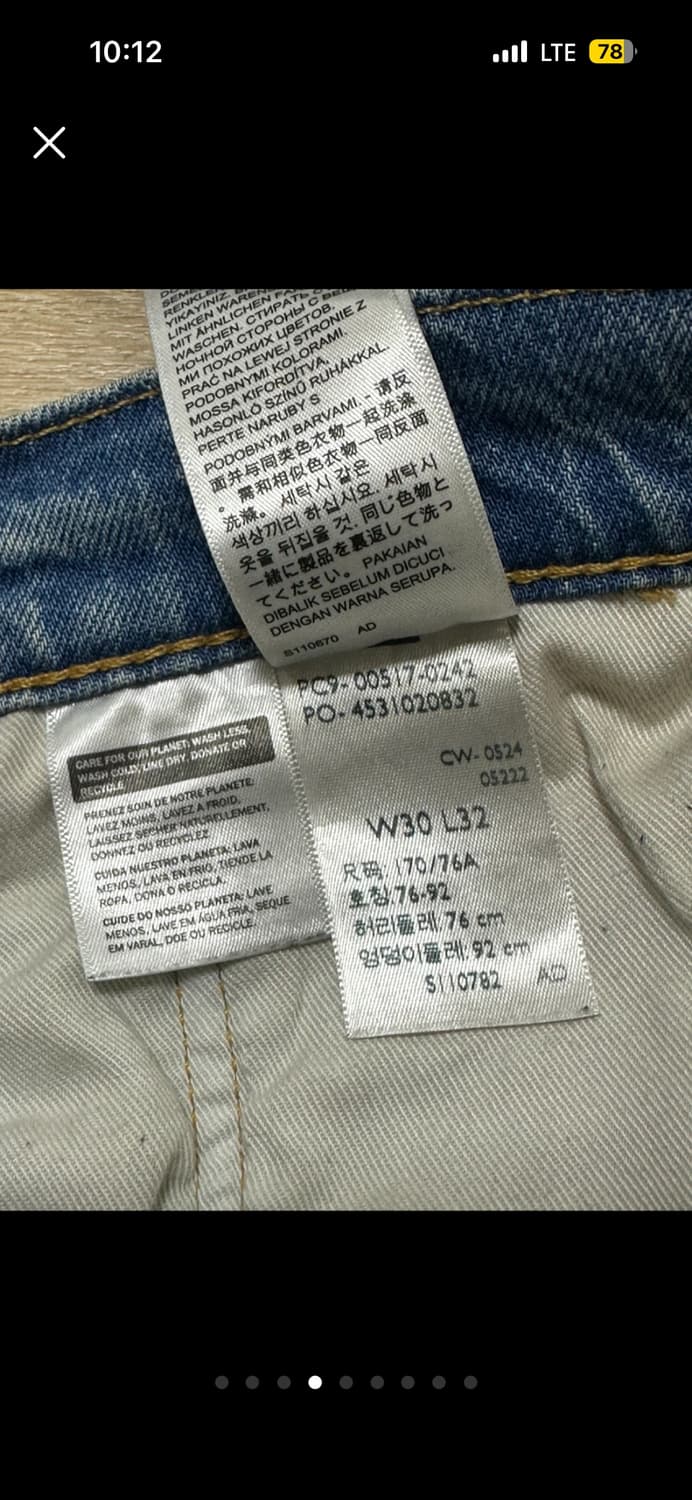 10:12
LTE
78
SENKLER
YIKAYINIZ.
LINKEN WAREN
MIT ÄHNLICHEN
WASCHEN. СТИРАТЬ С
НОЧНОЙ СТОРОНЫ С
МИ ПОХОЖИХ ЦВЕТОВ.
PRAĆ NA LEWEJ STRONIE Z
PODOBNYMI KOLORAMI.
MOSSA KIFORDÍTVA,
HASONLÓ SZÍNŰ RUHÁKKAL.
PERTE NARUBY S
PODOBNÝMI BARVAMI. - 请反
面并与同类色衣物一起洗滌
。需和相似色衣物一同反面
洗滌。 세탁시 같은
색상끼리 하십시요. 세탁시
옷을 뒤집을 것. 同じ色物と
一緒に製品を裏返して洗っ
てください。 PAKAIAN
DIBALIK SEBELUM DICUCI
DENGAN WARNA SERUPA.
S110670 AD
PC9- 00517-0242
PO- 4531020832
CW- 0524
05222
W30 L32
尺码: 170/76A
호칭.76-92
허리둘레. 76 cm
엉덩이둘레. 92 cm
S110782 AD
CARE FOR OUR PLANET: WASH LESS,
WASH COLD, LINE DRY, DONATE OR
RECYCLE
PRENEZ SOIN DE NOTRE PLANÈTE:
LAVEZ MOINS, LAVEZ A FROID,
LAISSEZ SÉCHER NATURELLEMENT,
DONNEZ OU RECYCLEZ
CUIDA NUESTRO PLANETA: LAVA
MENOS, LAVA EN FRIO, TIENDE LA
ROPA, DONA O RECICLA.
CUIDE DO NOSSO PLANETA: LAVE
MENOS, LAVE EM ÁGUA FRIA, SEQUE
EM VARAL, DOE OU RECICLE.